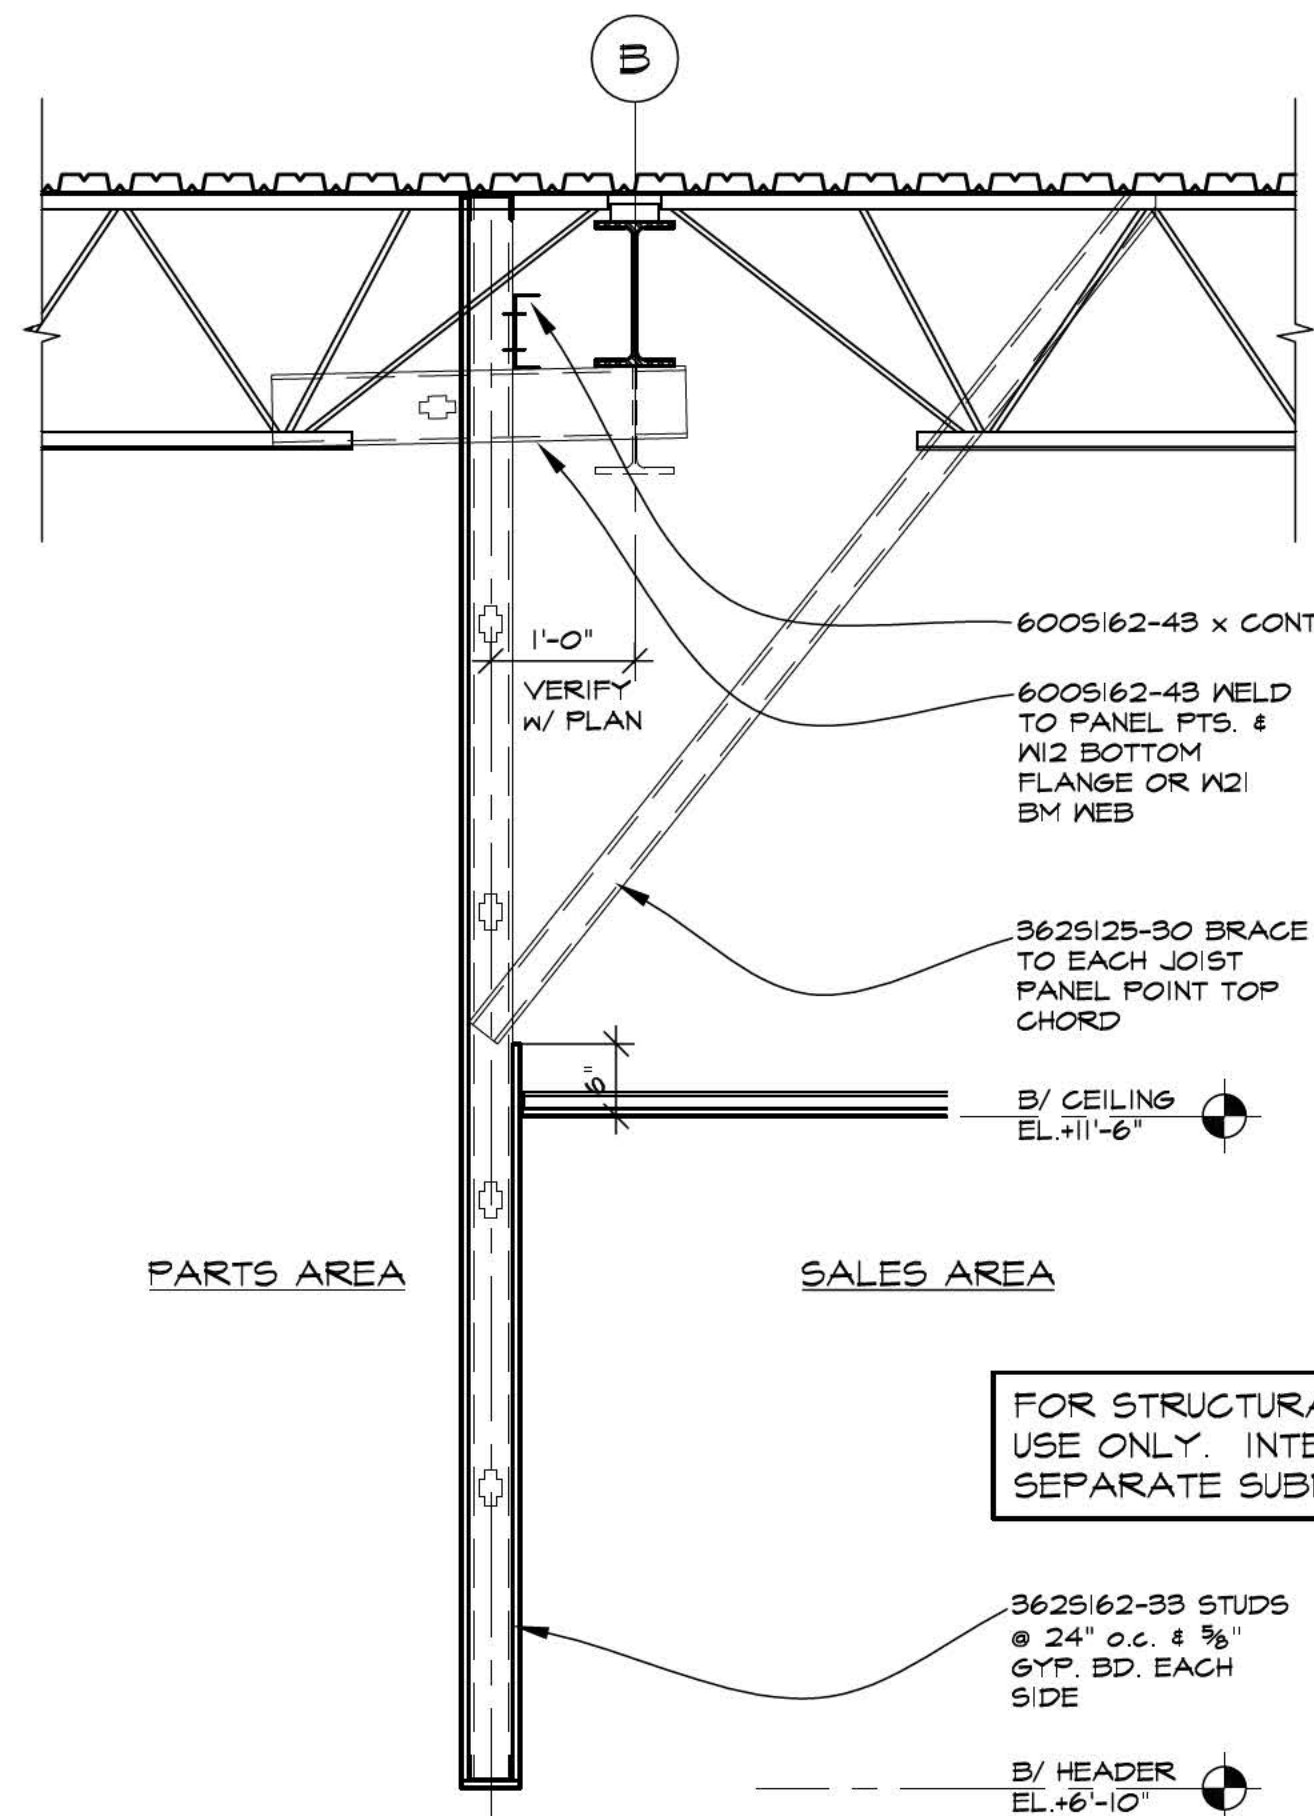 B
600S162-43 x CONT
1'-0"
VERIFY
W/ PLAN
600S162-43 WELD
TO PANEL PTS. &
W12 BOTTOM
FLANGE OR W21
BM WEB
362S125-30 BRACE
TO EACH JOIST
PANEL POINT TOP
CHORD
6"
B/ CEILING
EL.+11'-6"
PARTS AREA
SALES AREA
FOR STRUCTURA
USE ONLY. INTE
SEPARATE SUB
362S162-33 STUDS
@ 24" o.c. & ⅝"
GYP. BD. EACH
SIDE
B/ HEADER
EL.+6'-10"